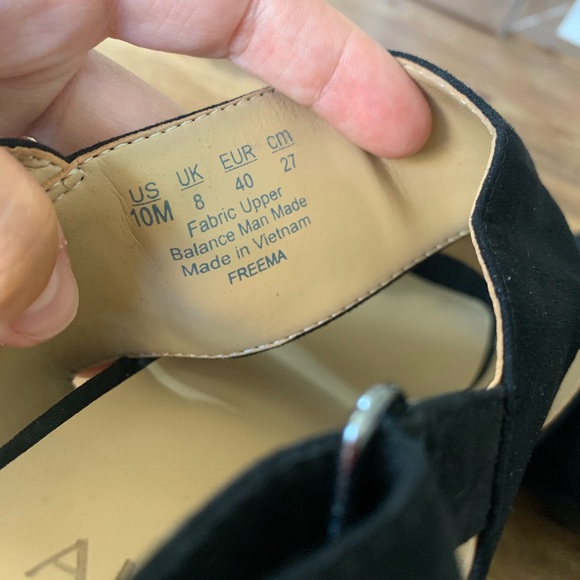 US UK EUR cm
10M 8 40 27
Fabric Upper
Balance Man Made
Made in Vietnam
FREEMA
A